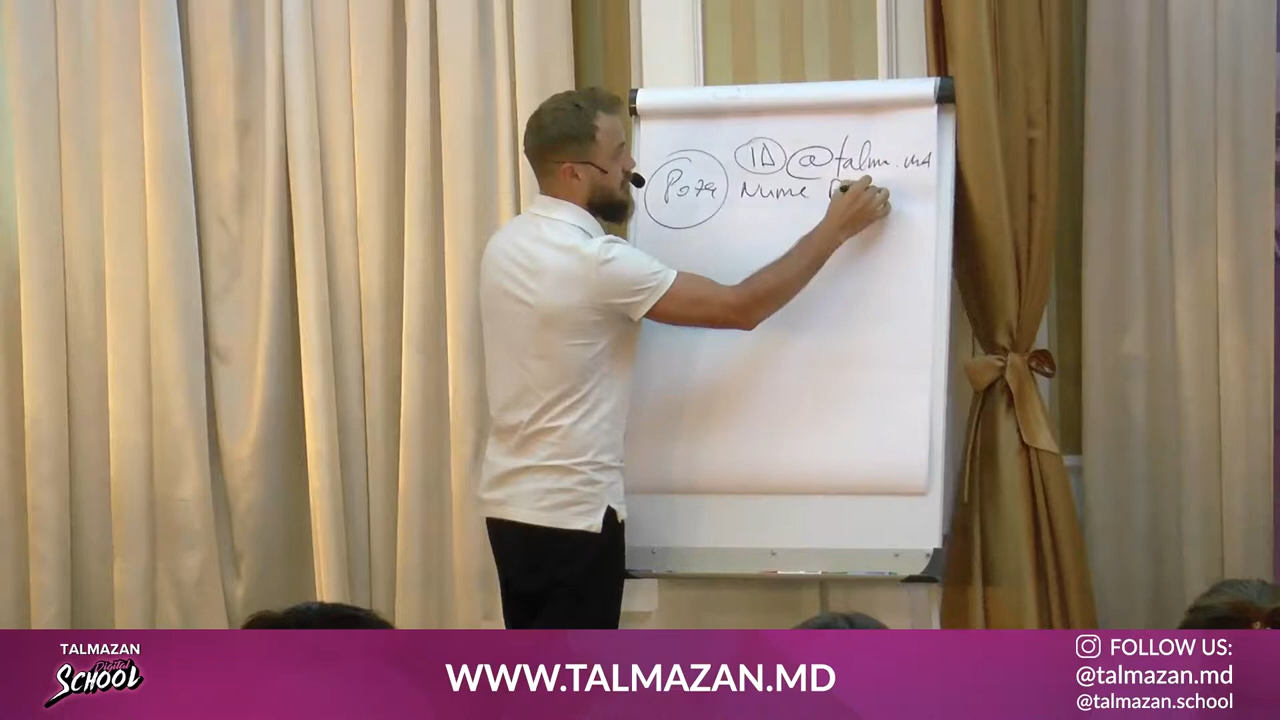 ID @talm.md
Poza Nume
TALMAZAN
Digital
SCHOOL
WWW.TALMAZAN.MD
FOLLOW US:
@talmazan.md
@talmazan.school